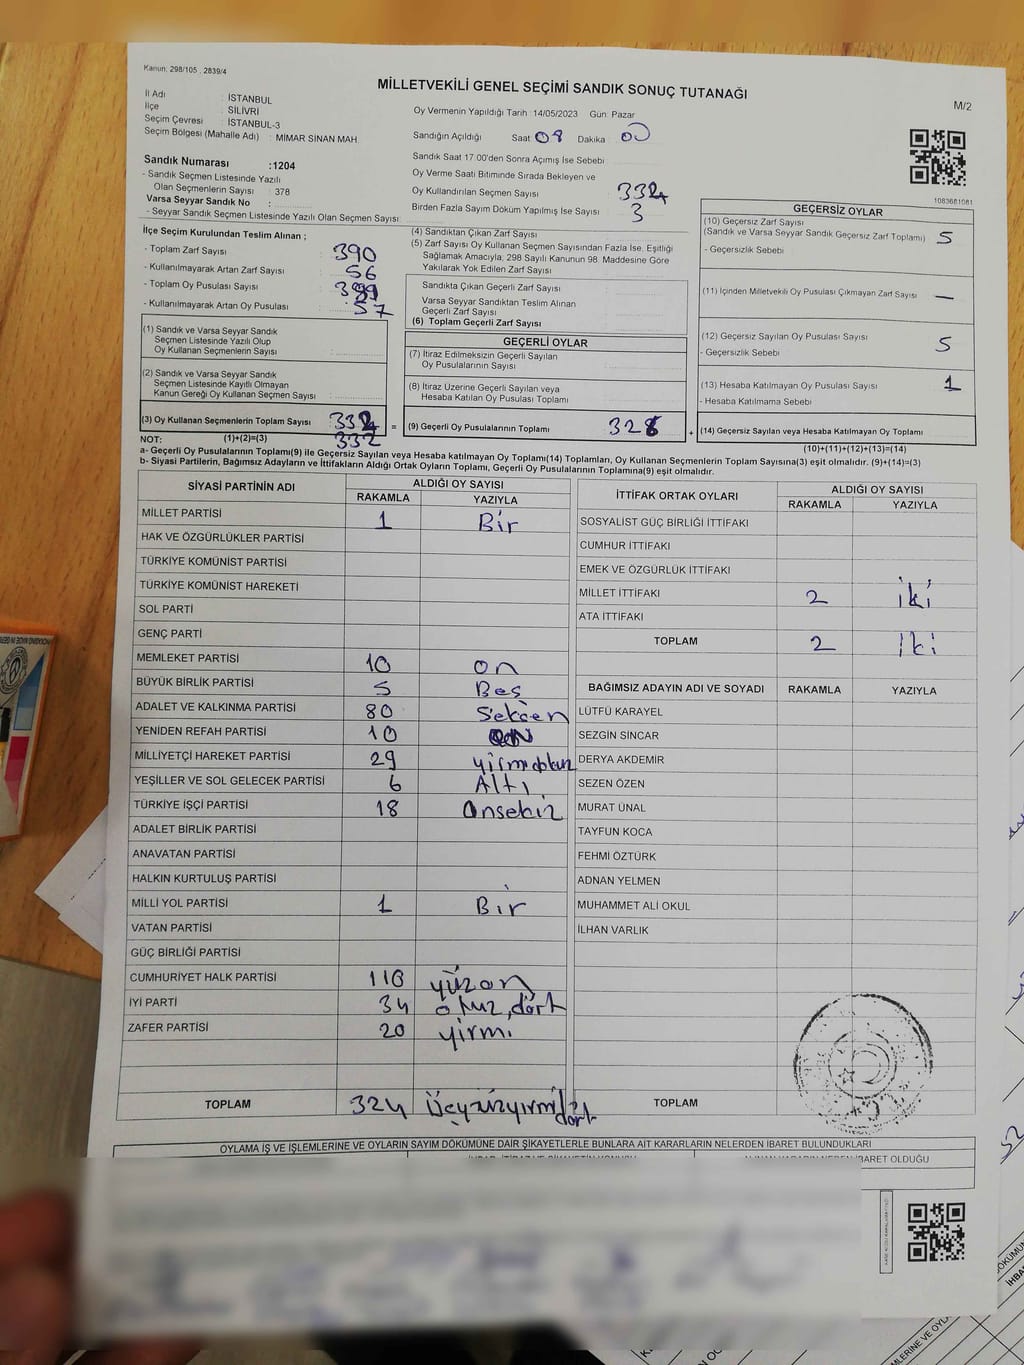 Kanun: 298/105 . 2839/4
MİLLETVEKİLİ GENEL SEÇİMİ SANDIK SONUÇ TUTANAĞI
M/2
İl Adı : İSTANBUL
İlçe : SİLİVRİ
Seçim Çevresi : İSTANBUL-3
Seçim Bölgesi (Mahalle Adı) : MİMAR SİNAN MAH.
Oy Vermenin Yapıldığı Tarih : 14/05/2023 Gün: Pazar
Sandığın Açıldığı Saat 08 Dakika 00
Sandık Saat 17.00'den Sonra Açımış İse Sebebi
Oy Verme Saati Bitiminde Sırada Bekleyen ve
Oy Kullandırılan Seçmen Sayısı 332
Birden Fazla Sayım Döküm Yapılmış İse Sayısı 3
Sandık Numarası :1204
- Sandık Seçmen Listesinde Yazılı
Olan Seçmenlerin Sayısı : 378
Varsa Seyyar Sandık No :
- Seyyar Sandık Seçmen Listesinde Yazılı Olan Seçmen Sayısı:
1083681081
İlçe Seçim Kurulundan Teslim Alınan ;
- Toplam Zarf Sayısı : 390
- Kullanılmayarak Artan Zarf Sayısı : 56
- Toplam Oy Pusulası Sayısı :
- Kullanılmayarak Artan Oy Pusulası : 57
(1) Sandık ve Varsa Seyyar Sandık
Seçmen Listesinde Yazılı Olup
Oy Kullanan Seçmenlerin Sayısı :
(2) Sandık ve Varsa Seyyar Sandık
Seçmen Listesinde Kayıtlı Olmayan
Kanun Gereği Oy Kullanan Seçmen Sayısı :
(3) Oy Kullanan Seçmenlerin Toplam Sayısı 332
332
(1)+(2)=(3)
(4) Sandıktan Çıkan Zarf Sayısı
(5) Zarf Sayısı Oy Kullanan Seçmen Sayısından Fazla İse, Eşitliği
Sağlamak Amacıyla; 298 Sayılı Kanunun 98. Maddesine Göre
Yakılarak Yok Edilen Zarf Sayısı
Sandıkta Çıkan Geçerli Zarf Sayısı
Varsa Seyyar Sandıktan Teslim Alınan
Geçerli Zarf Sayısı
(6) Toplam Geçerli Zarf Sayısı
GEÇERLİ OYLAR
(7) İtiraz Edilmeksizin Geçerli Sayılan
Oy Pusulalarının Sayısı
(8) İtiraz Üzerine Geçerli Sayılan veya
Hesaba Katılan Oy Pusulası Toplamı
= (9) Geçerli Oy Pusulalarının Toplamı 326
GEÇERSİZ OYLAR
(10) Geçersiz Zarf Sayısı
(Sandık ve Varsa Seyyar Sandık Geçersiz Zarf Toplamı) 5
- Geçersizlik Sebebi
(11) İçinden Milletvekili Oy Pusulası Çıkmayan Zarf Sayısı —
(12) Geçersiz Sayılan Oy Pusulası Sayısı 5
- Geçersizlik Sebebi
(13) Hesaba Katılmayan Oy Pusulası Sayısı 1
- Hesaba Katılmama Sebebi
+ (14) Geçersiz Sayılan veya Hesaba Katılmayan Oy Toplamı
(10)+(11)+(12)+(13)=(14)
NOT:
a- Geçerli Oy Pusulalarının Toplamı(9) ile Geçersiz Sayılan veya Hesaba katılmayan Oy Toplamı(14) Toplamları, Oy Kullanan Seçmenlerin Toplam Sayısına(3) eşit olmalıdır. (9)+(14)=(3)
b- Siyasi Partilerin, Bağımsız Adayların ve İttifakların Aldığı Ortak Oyların Toplamı, Geçerli Oy Pusulalarının Toplamına(9) eşit olmalıdır.
SİYASİ PARTİNİN ADI ALDIĞI OY SAYISI
RAKAMLA YAZIYLA
MİLLET PARTİSİ 1 Bir
HAK VE ÖZGÜRLÜKLER PARTİSİ
TÜRKİYE KOMÜNİST PARTİSİ
TÜRKİYE KOMÜNİST HAREKETİ
SOL PARTİ
GENÇ PARTİ
MEMLEKET PARTİSİ 10 on
BÜYÜK BİRLİK PARTİSİ 5 Beş
ADALET VE KALKINMA PARTİSİ 80 Seksen
YENİDEN REFAH PARTİSİ 10 ON
MİLLİYETÇİ HAREKET PARTİSİ 29 yirmidokuz
YEŞİLLER VE SOL GELECEK PARTİSİ 6 Altı
TÜRKİYE İŞÇİ PARTİSİ 18 Onsekiz
ADALET BİRLİK PARTİSİ
ANAVATAN PARTİSİ
HALKIN KURTULUŞ PARTİSİ
MİLLİ YOL PARTİSİ 1 Bir
VATAN PARTİSİ
GÜÇ BİRLİĞİ PARTİSİ
CUMHURİYET HALK PARTİSİ 110 yüzon
İYİ PARTİ 34 otuz,dört
ZAFER PARTİSİ 20 yirmi
TOPLAM 324 üçyüzyirmidört
İTTİFAK ORTAK OYLARI ALDIĞI OY SAYISI
RAKAMLA YAZIYLA
SOSYALİST GÜÇ BİRLİĞİ İTTİFAKI
CUMHUR İTTİFAKI
EMEK VE ÖZGÜRLÜK İTTİFAKI
MİLLET İTTİFAKI 2 iki
ATA İTTİFAKI
TOPLAM 2 iki
BAĞIMSIZ ADAYIN ADI VE SOYADI RAKAMLA YAZIYLA
LÜTFÜ KARAYEL
SEZGİN SİNCAR
DERYA AKDEMİR
SEZEN ÖZEN
MURAT ÜNAL
TAYFUN KOCA
FEHMİ ÖZTÜRK
ADNAN YELMEN
MUHAMMET ALİ OKUL
İLHAN VARLIK
TOPLAM
OYLAMA İŞ VE İŞLEMLERİNE VE OYLARIN SAYIM DÖKÜMÜNE DAİR ŞİKAYETLERLE BUNLARA AİT KARARLARIN NELERDEN İBARET BULUNDUKLARI
İBARET OLDUĞU